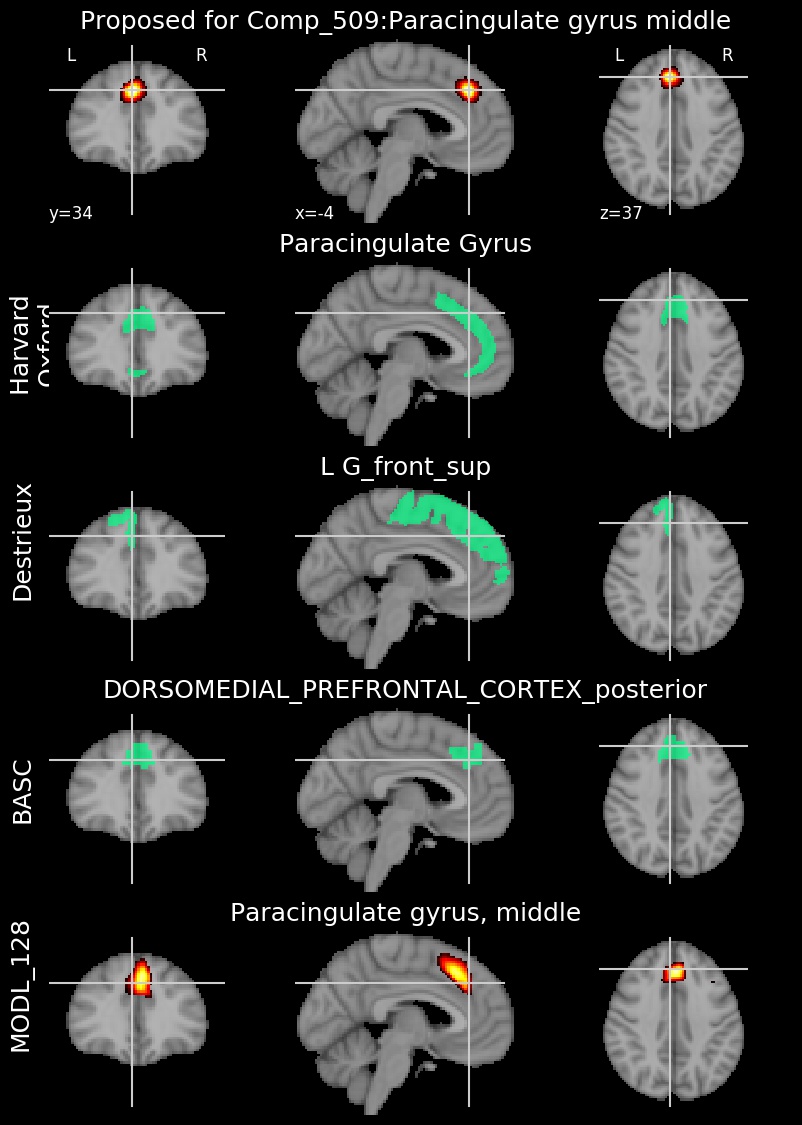 Proposed for Comp_509:Paracingulate gyrus middle
L R L R
y=34 x=-4 z=37
Paracingulate Gyrus
Harvard
Oxford
L G_front_sup
Destrieux
DORSOMEDIAL_PREFRONTAL_CORTEX_posterior
BASC
Paracingulate gyrus, middle
MODL_128